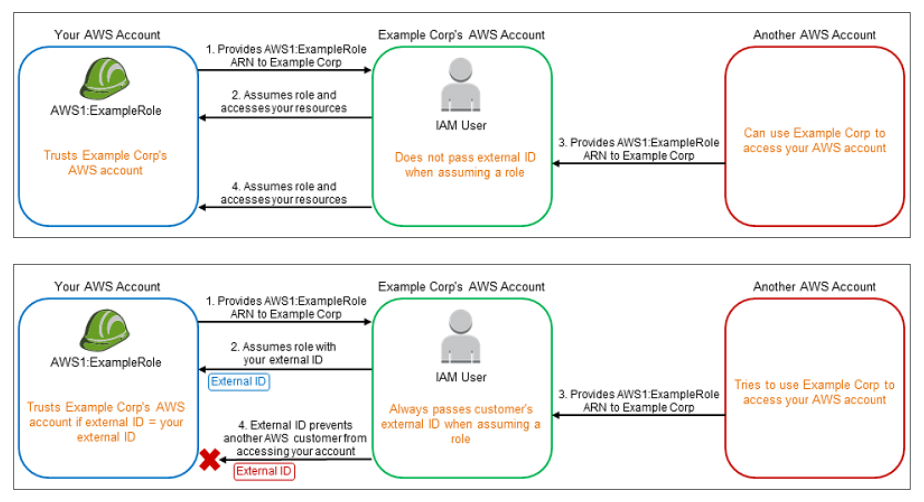 Your AWS Account
Example Corp's AWS Account
Another AWS Account
1. Provides AWS1:ExampleRole
ARN to Example Corp
AWS1:ExampleRole
2. Assumes role and
accesses your resources
IAM User
Trusts Example Corp's
AWS account
Does not pass external ID
when assuming a role
3. Provides AWS1:ExampleRole
ARN to Example Corp
Can use Example Corp to
access your AWS account
4. Assumes role and
accesses your resources
Your AWS Account
Example Corp's AWS Account
Another AWS Account
1. Provides AWS1:ExampleRole
ARN to Example Corp
AWS1:ExampleRole
2. Assumes role with
your external ID
External ID
IAM User
Trusts Example Corp's AWS
account if external ID = your
external ID
Always passes customer's
external ID when assuming a
role
3. Provides AWS1:ExampleRole
ARN to Example Corp
Tries to use Example Corp to
access your AWS account
4. External ID prevents
another AWS customer from
accessing your account
External ID